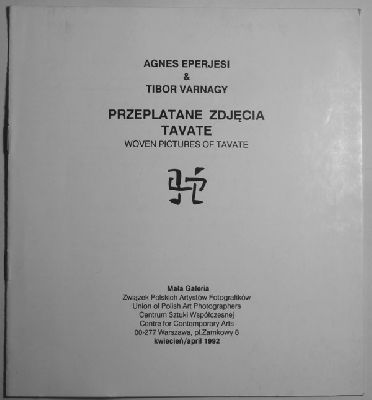 AGNES EPERJESI
&
TIBOR VARNAGY
PRZEPLATANE ZDJĘCIA
TAVATE
WOVEN PICTURES OF TAVATE
Mała Galeria
Związek Polskich Artystów Fotografików
Union of Polish Art Photographers
Centrum Sztuki Współczesnej
Centre for Contemporary Arts
00-277 Warszawa, pl.Zamkowy 8
kwiecień/april 1992